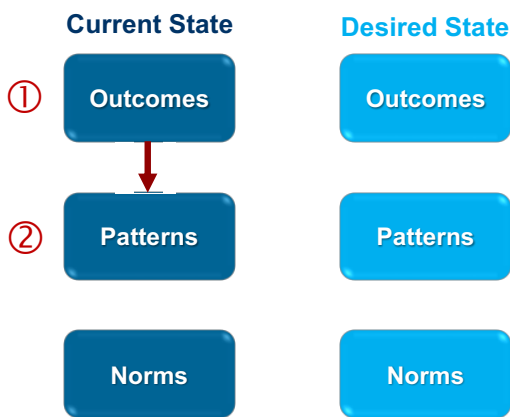 Current State
Desired State
①
Outcomes
Outcomes
②
Patterns
Patterns
Norms
Norms